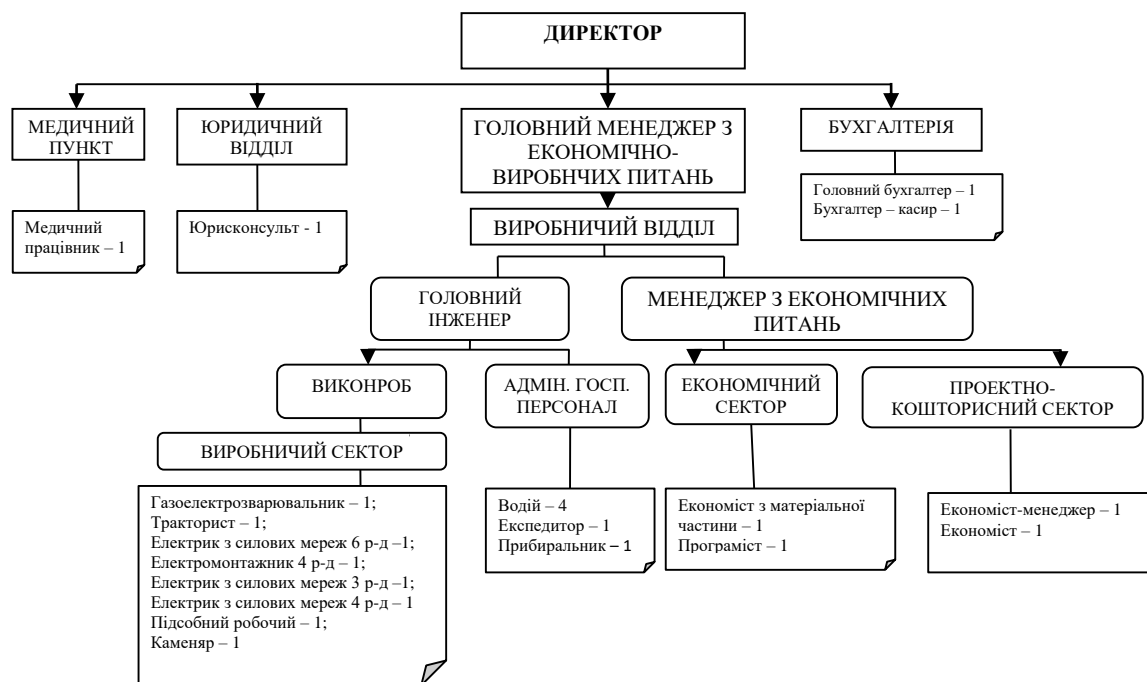 ДИРЕКТОР
МЕДИЧНИЙ
ПУНКТ
ЮРИДИЧНИЙ
ВІДДІЛ
ГОЛОВНИЙ МЕНЕДЖЕР З
ЕКОНОМІЧНО-
ВИРОБНЧИХ ПИТАНЬ
БУХГАЛТЕРІЯ
Медичний
працівник – 1
Юрисконсульт - 1
Головний бухгалтер – 1
Бухгалтер – касир – 1
ВИРОБНИЧИЙ ВІДДІЛ
ГОЛОВНИЙ
ІНЖЕНЕР
МЕНЕДЖЕР З ЕКОНОМІЧНИХ
ПИТАНЬ
ВИКОНРОБ
АДМІН. ГОСП.
ПЕРСОНАЛ
ЕКОНОМІЧНИЙ
СЕКТОР
ПРОЕКТНО-
КОШТОРИСНИЙ СЕКТОР
ВИРОБНИЧИЙ СЕКТОР
Газоелектрозварювальник – 1;
Тракторист – 1;
Електрик з силових мереж 6 р-д –1;
Електромонтажник 4 р-д – 1;
Електрик з силових мереж 3 р-д –1;
Електрик з силових мереж 4 р-д – 1
Підсобний робочий – 1;
Каменяр – 1
Водій – 4
Експедитор – 1
Прибиральник – 1
Економіст з матеріальної
частини – 1
Програміст – 1
Економіст-менеджер – 1
Економіст – 1